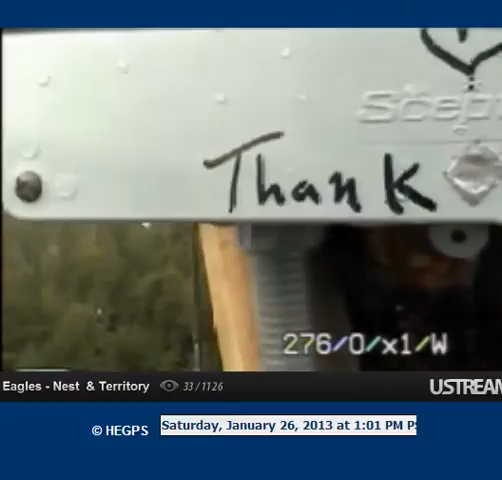 Scep
Thank
276/0/x1/W
Eagles - Nest & Territory 33 / 1126 USTREAM
© HEGPS Saturday, January 26, 2013 at 1:01 PM P